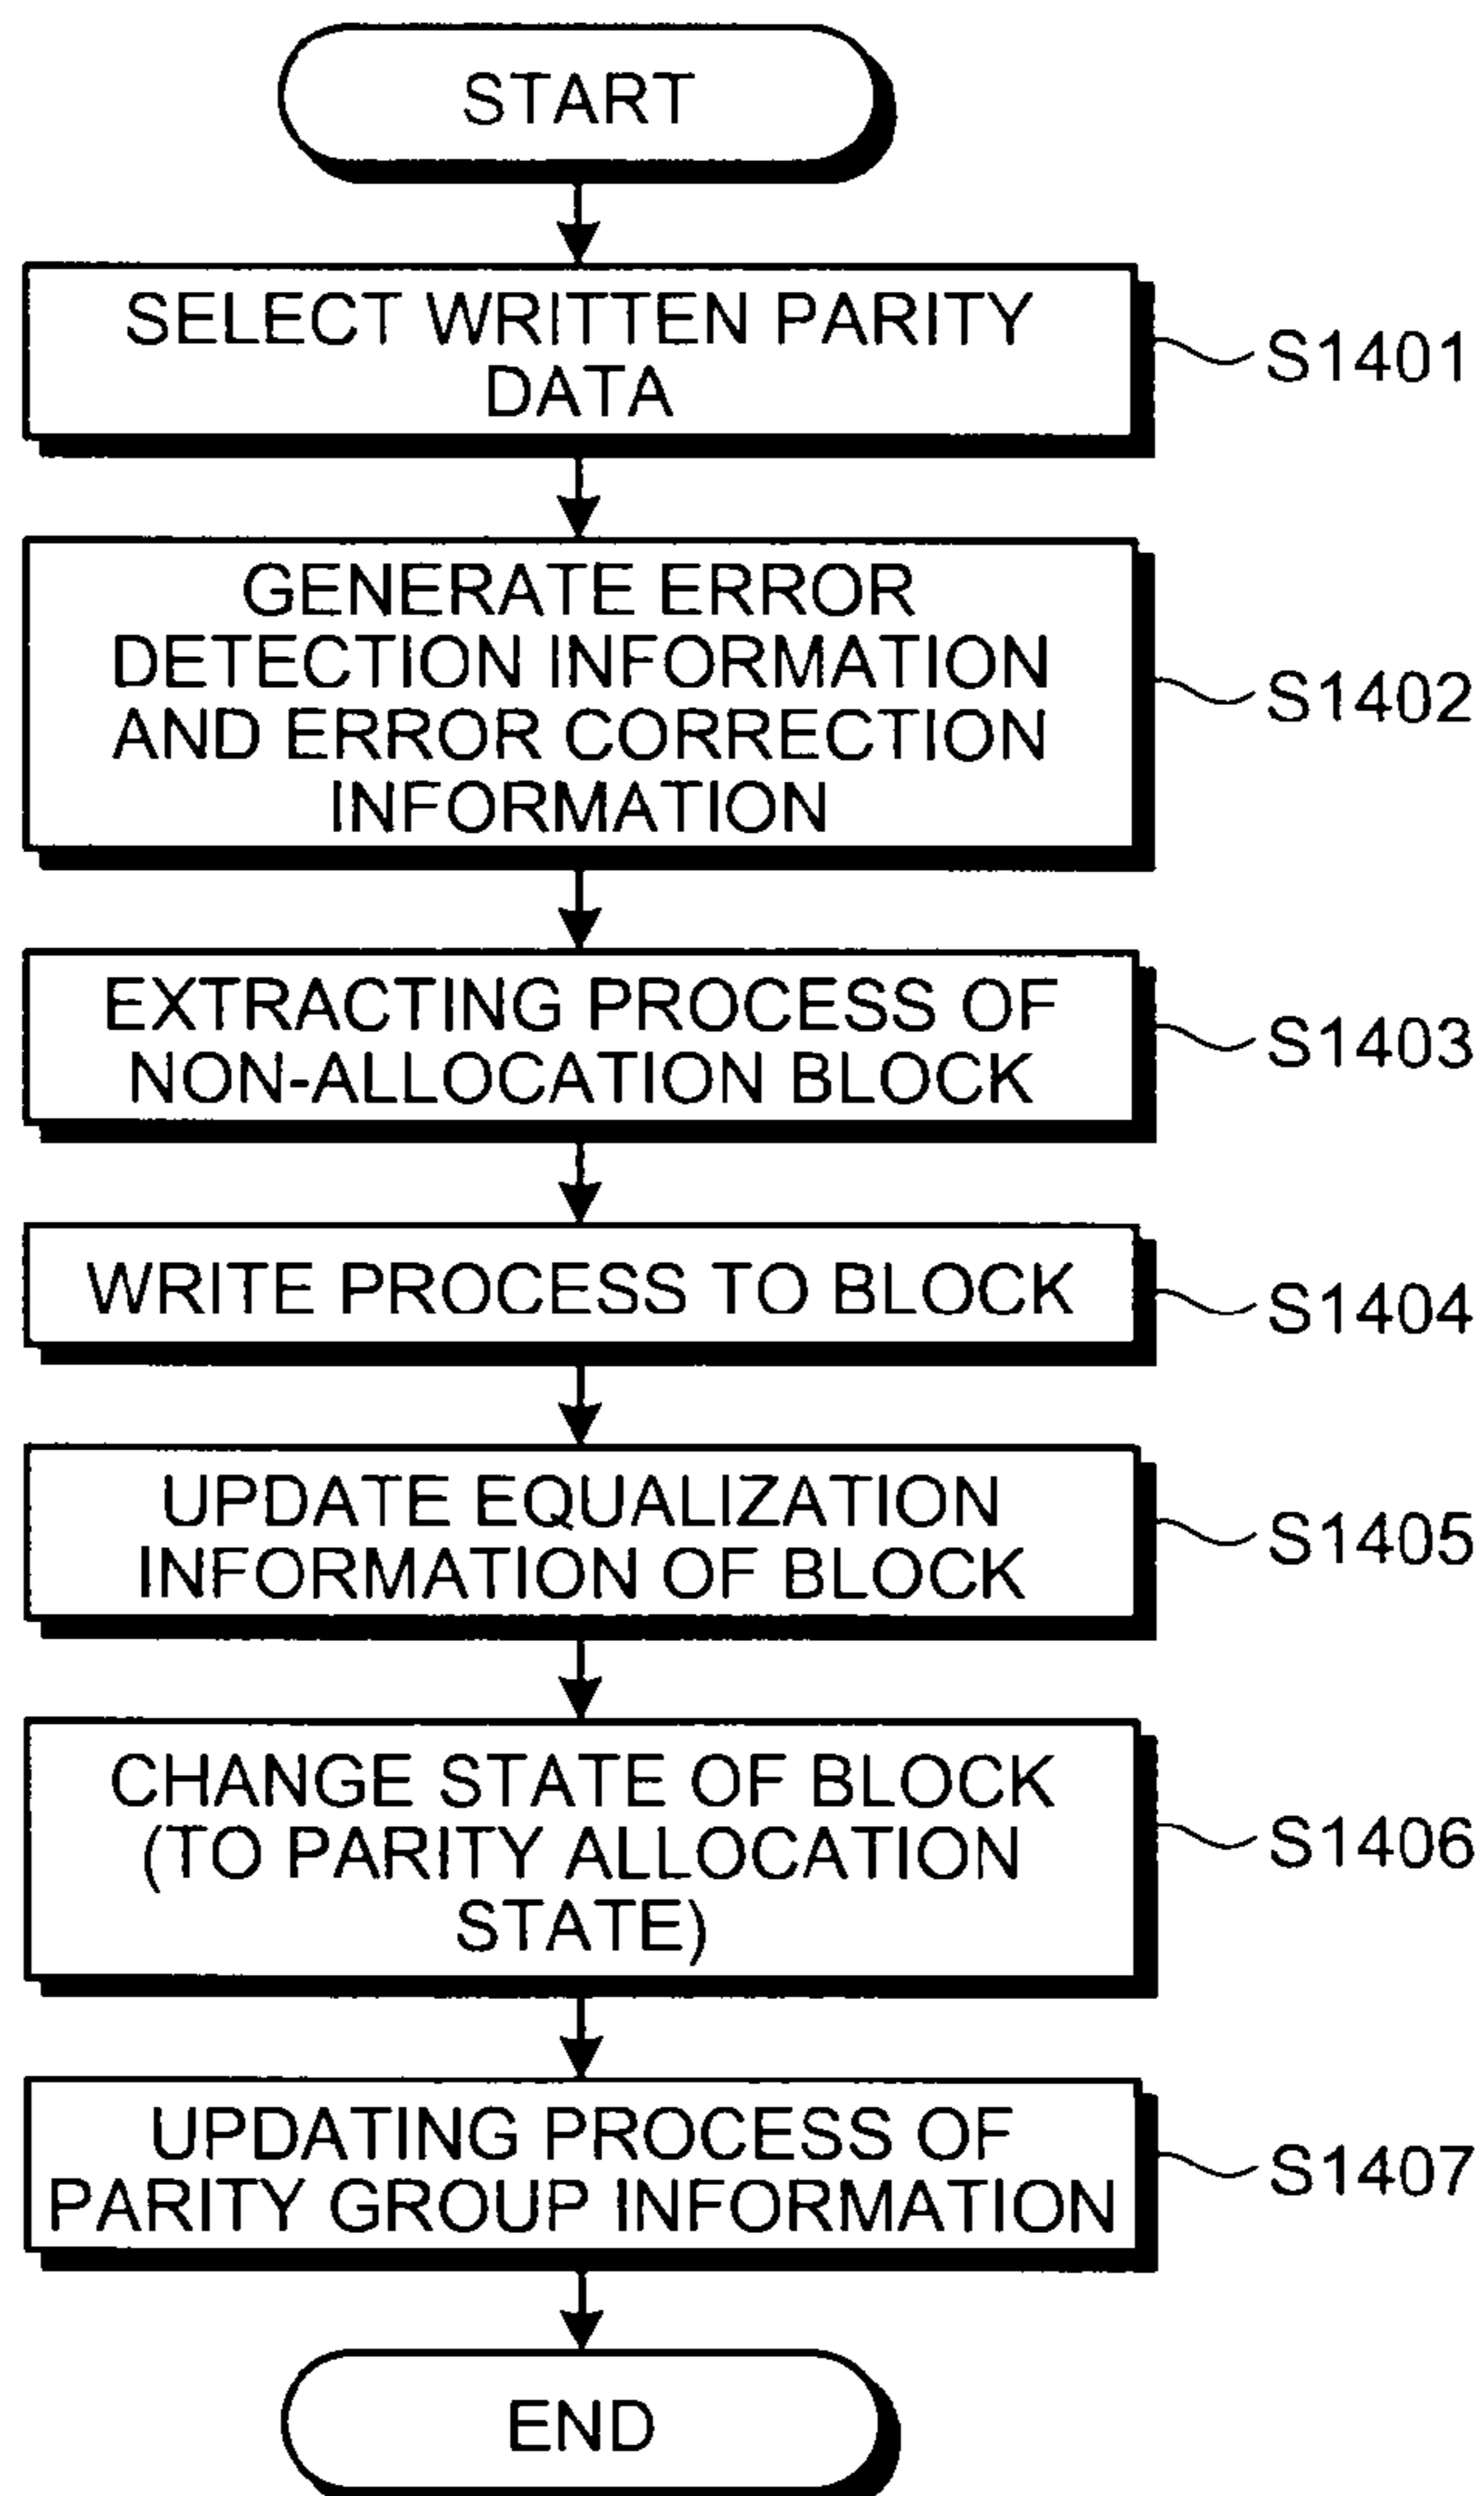 START
SELECT WRITTEN PARITY
DATA
S1401
GENERATE ERROR
DETECTION INFORMATION
AND ERROR CORRECTION
INFORMATION
S1402
EXTRACTING PROCESS OF
NON-ALLOCATION BLOCK
S1403
WRITE PROCESS TO BLOCK
S1404
UPDATE EQUALIZATION
INFORMATION OF BLOCK
S1405
CHANGE STATE OF BLOCK
(TO PARITY ALLOCATION
STATE)
S1406
UPDATING PROCESS OF
PARITY GROUP INFORMATION
S1407
END